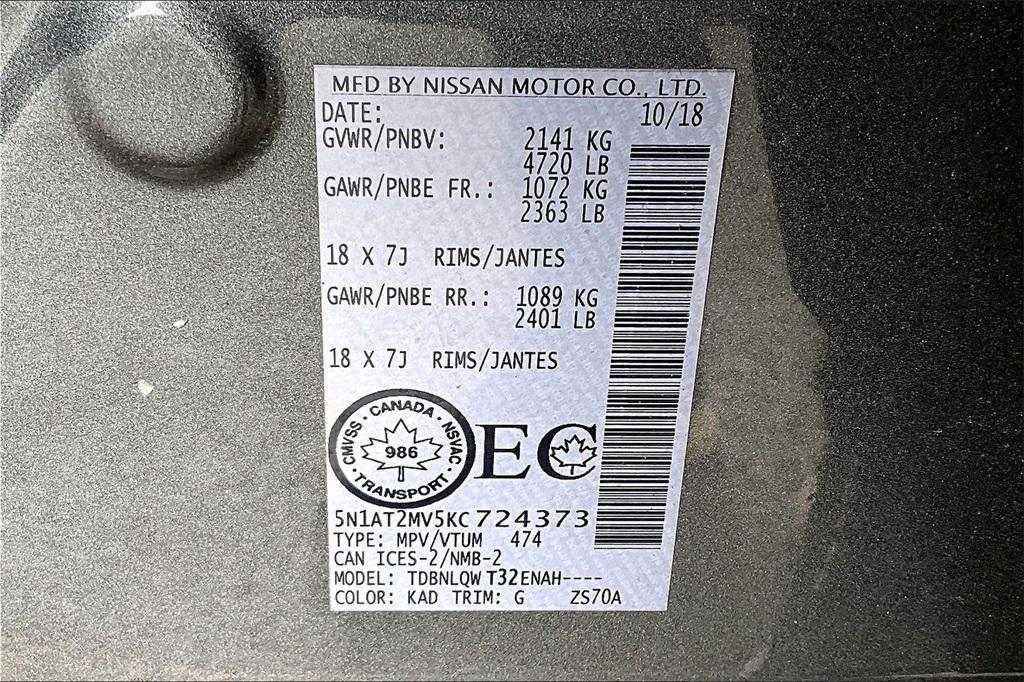 MFD BY NISSAN MOTOR CO., LTD.
DATE: 10/18
GVWR/PNBV: 2141 KG
4720 LB
GAWR/PNBE FR.: 1072 KG
2363 LB
18 X 7J RIMS/JANTES
GAWR/PNBE RR.: 1089 KG
2401 LB
18 X 7J RIMS/JANTES
CMVSS · CANADA · NSVAC
986
· TRANSPORT ·
EC
5N1AT2MV5KC724373
TYPE: MPV/VTUM 474
CAN ICES-2/NMB-2
MODEL: TDBNLQW T32ENAH----
COLOR: KAD TRIM: G ZS70A